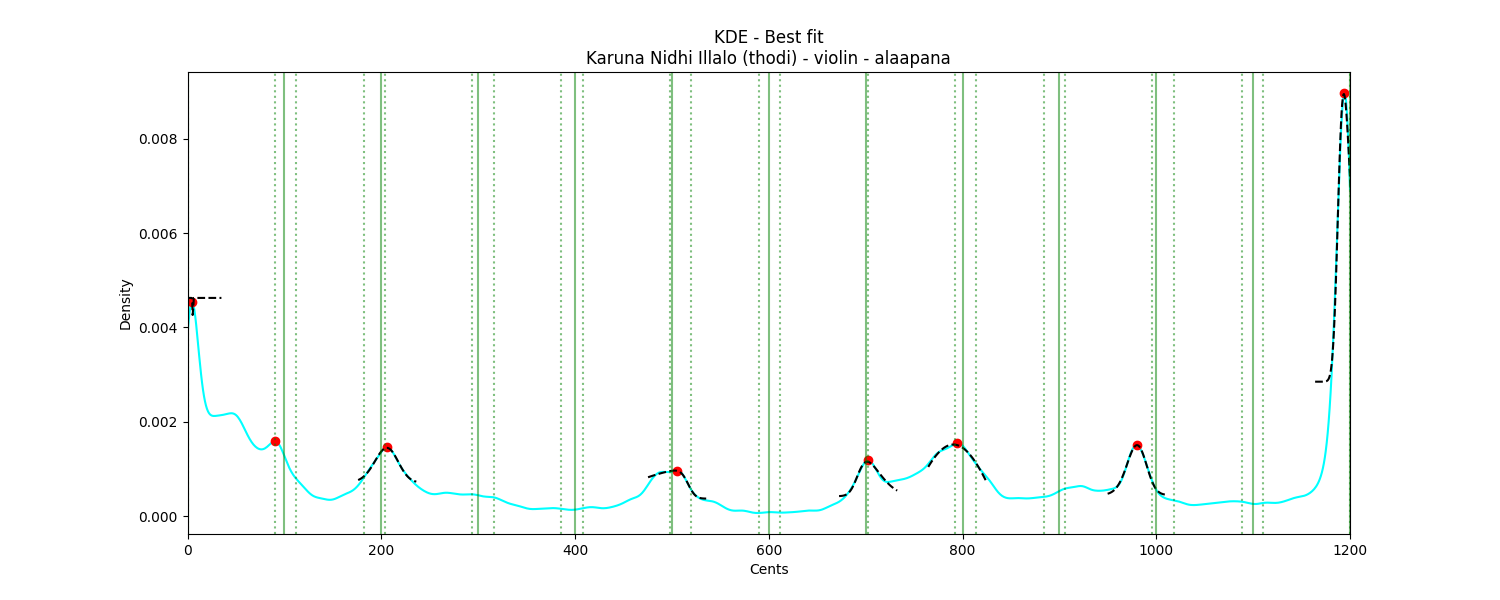 KDE - Best fit
Karuna Nidhi Illalo (thodi) - violin - alaapana
Density
0.008
0.006
0.004
0.002
0.000
0 200 400 600 800 1000 1200
Cents